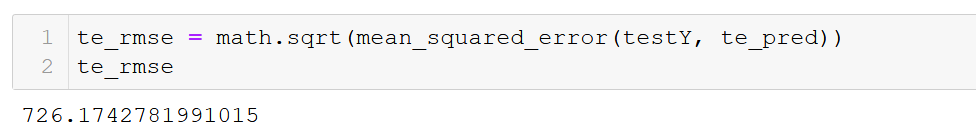 1 te_rmse = math.sqrt(mean_squared_error(testY, te_pred))
2 te_rmse
726.1742781991015